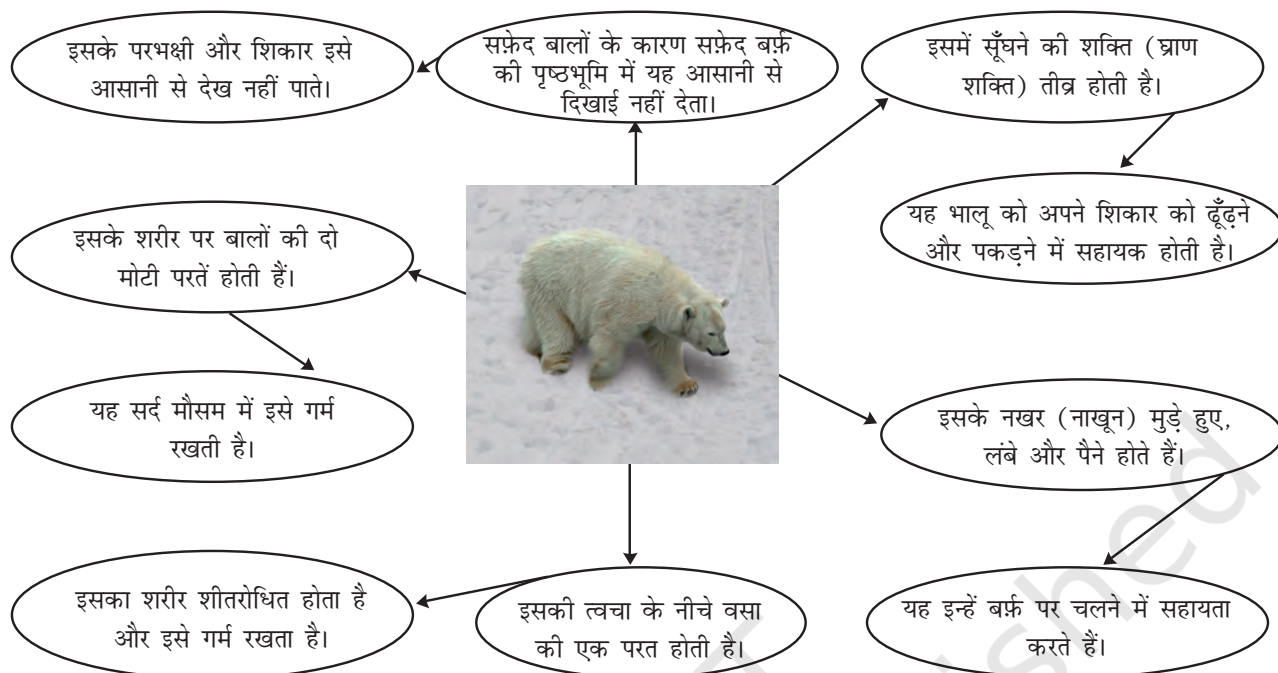 इसके परभक्षी और शिकार इसे
आसानी से देख नहीं पाते।
सफ़ेद बालों के कारण सफ़ेद बर्फ़
की पृष्ठभूमि में यह आसानी से
दिखाई नहीं देता।
इसमें सूँघने की शक्ति (घ्राण
शक्ति) तीव्र होती है।
यह भालू को अपने शिकार को ढूँढ़ने
और पकड़ने में सहायक होती है।
इसके शरीर पर बालों की दो
मोटी परतें होती हैं।
यह सर्द मौसम में इसे गर्म
रखती है।
इसके नखर (नाखून) मुड़े हुए,
लंबे और पैने होते हैं।
इसका शरीर शीतरोधित होता है
और इसे गर्म रखता है।
इसकी त्वचा के नीचे वसा
की एक परत होती है।
यह इन्हें बर्फ़ पर चलने में सहायता
करते हैं।